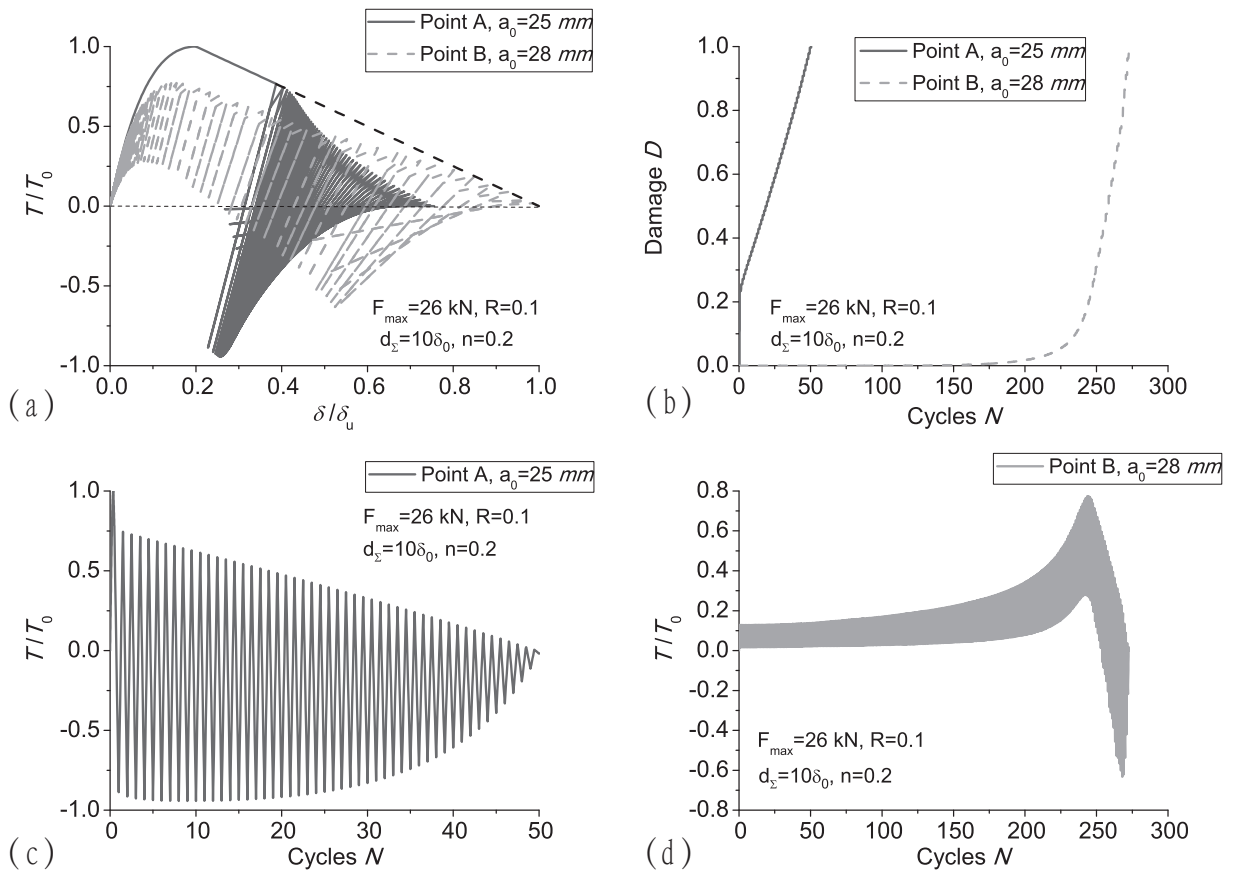 Point A, a0=25 mm
Point B, a0=28 mm
1.0
0.5
0.0
-0.5
-1.0
T/T0
Fmax=26 kN, R=0.1
dΣ=10δ0, n=0.2
0.0 0.2 0.4 0.6 0.8 1.0
δ/δu
(a)
Point A, a0=25 mm
Point B, a0=28 mm
1.0
0.8
0.6
0.4
0.2
0.0
Damage D
Fmax=26 kN, R=0.1
dΣ=10δ0, n=0.2
0 50 100 150 200 250 300
Cycles N
(b)
Point A, a0=25 mm
Fmax=26 kN, R=0.1
dΣ=10δ0, n=0.2
1.0
0.5
0.0
-0.5
-1.0
T/T0
0 10 20 30 40 50
Cycles N
(c)
Point B, a0=28 mm
0.8
0.6
0.4
0.2
0.0
-0.2
-0.4
-0.6
-0.8
T/T0
Fmax=26 kN, R=0.1
dΣ=10δ0, n=0.2
0 50 100 150 200 250 300
Cycles N
(d)